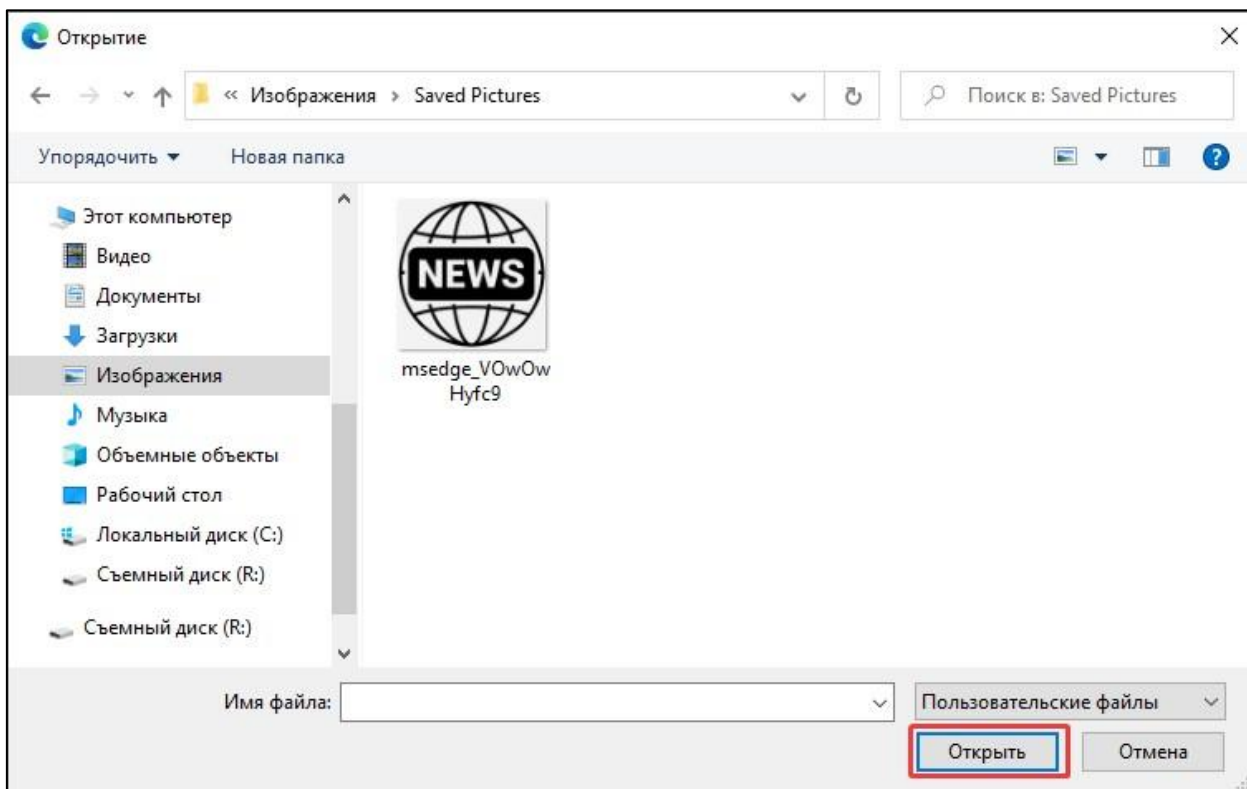 Открытие
« Изображения › Saved Pictures
Поиск в: Saved Pictures
Упорядочить
Новая папка
Этот компьютер
Видео
Документы
Загрузки
Изображения
Музыка
Объемные объекты
Рабочий стол
Локальный диск (C:)
Съемный диск (R:)
Съемный диск (R:)
NEWS
msedge_VOwOw
Hyfc9
Имя файла:
Пользовательские файлы
Открыть
Отмена